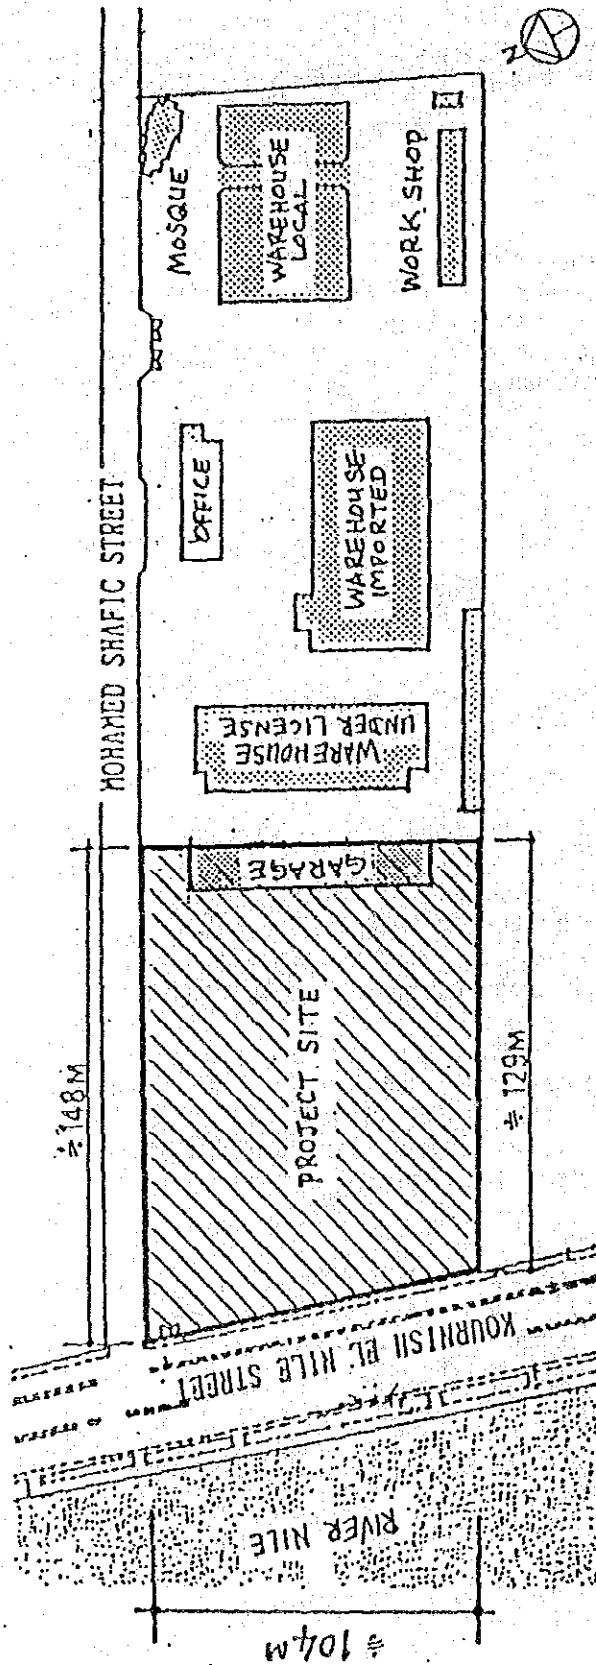 N
MOSQUE
WAREHOUSE
LOCAL
WORK SHOP
MOHAMED SHAFIC STREET
OFFICE
WAREHOUSE
IMPORTED
WAREHOUSE
UNDER LICENSE
GARAGE
PROJECT SITE
≑148M
≑129M
KOURNISH EL NILE STREET
RIVER NILE
≑104M